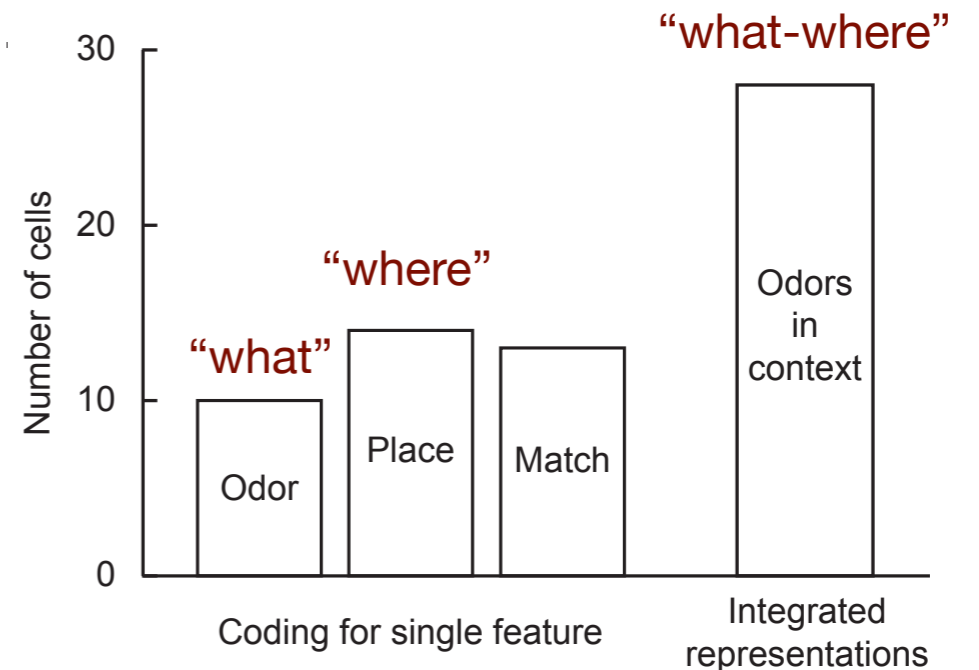 “what-where”
30
20
10
0
Number of cells
“where”
“what”
Odor
Place
Match
Odors
in
context
Coding for single feature
Integrated
representations